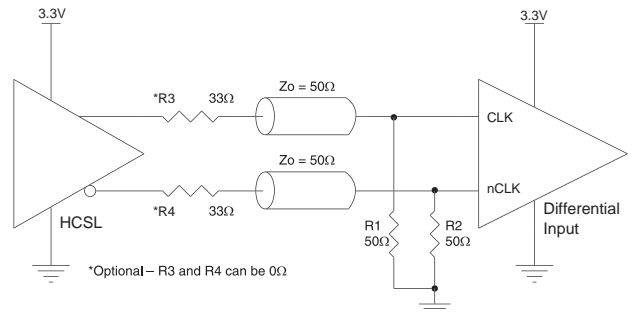 3.3V
3.3V
*R3 33Ω
Zo = 50Ω
CLK
Zo = 50Ω
nCLK
*R4 33Ω
HCSL
R1
50Ω
R2
50Ω
Differential
Input
*Optional – R3 and R4 can be 0Ω